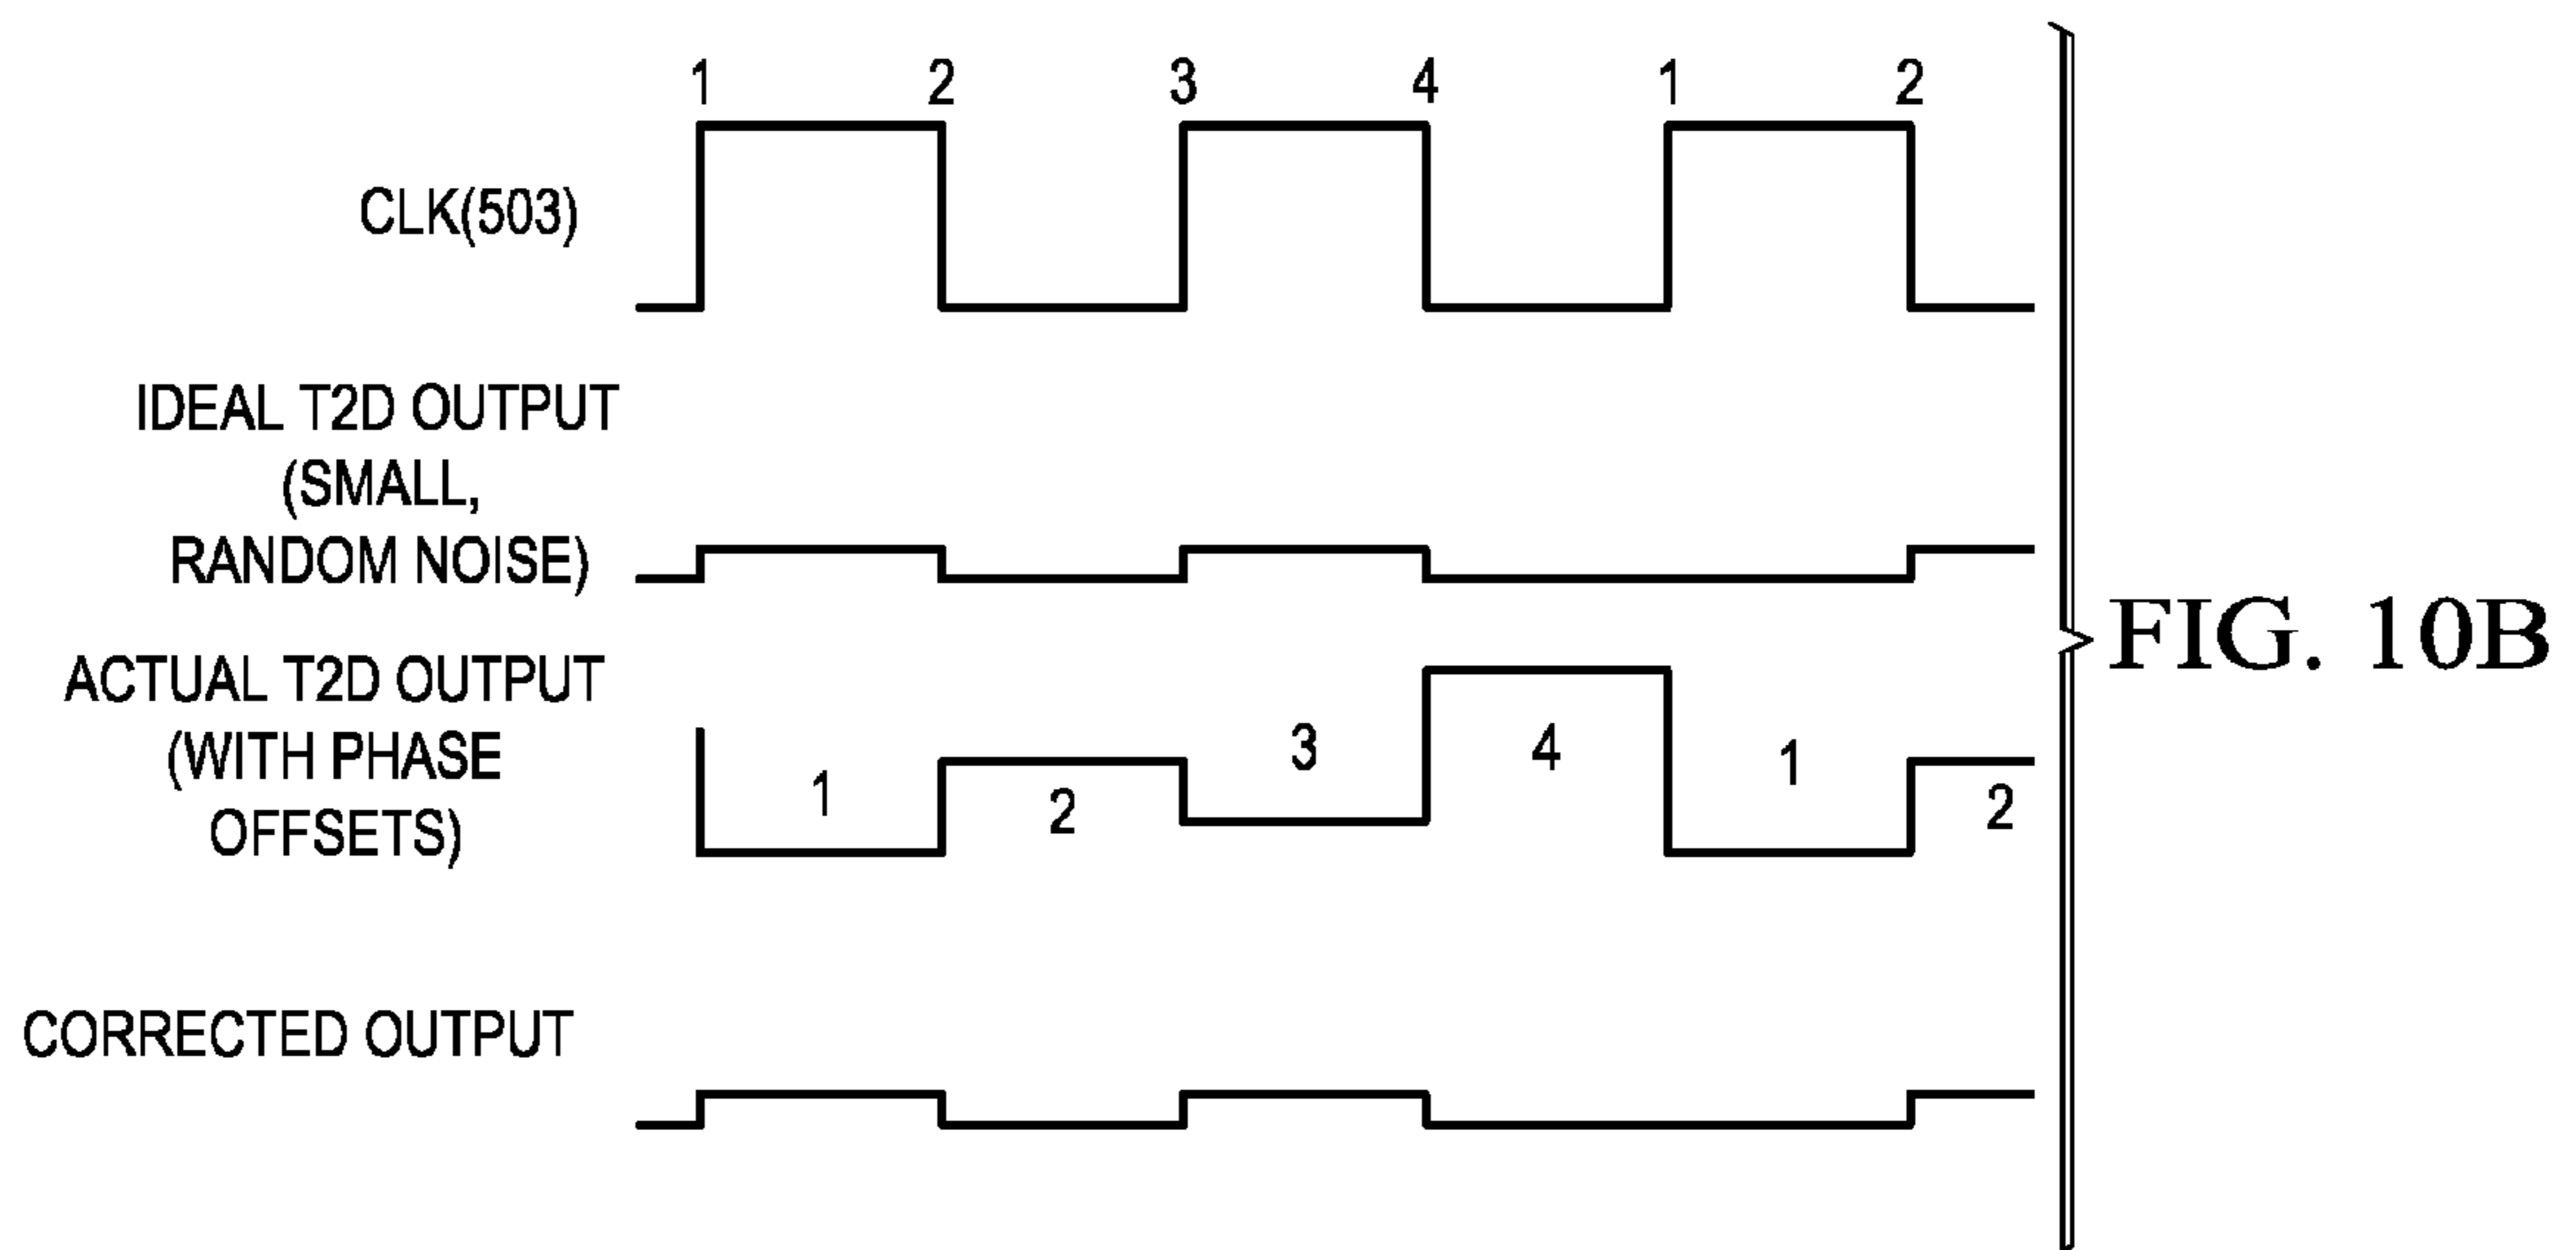 1 2 3 4 1 2
CLK(503)
IDEAL T2D OUTPUT
(SMALL,
RANDOM NOISE)
ACTUAL T2D OUTPUT
(WITH PHASE
OFFSETS)
1 2 3 4 1 2
CORRECTED OUTPUT
FIG. 10B